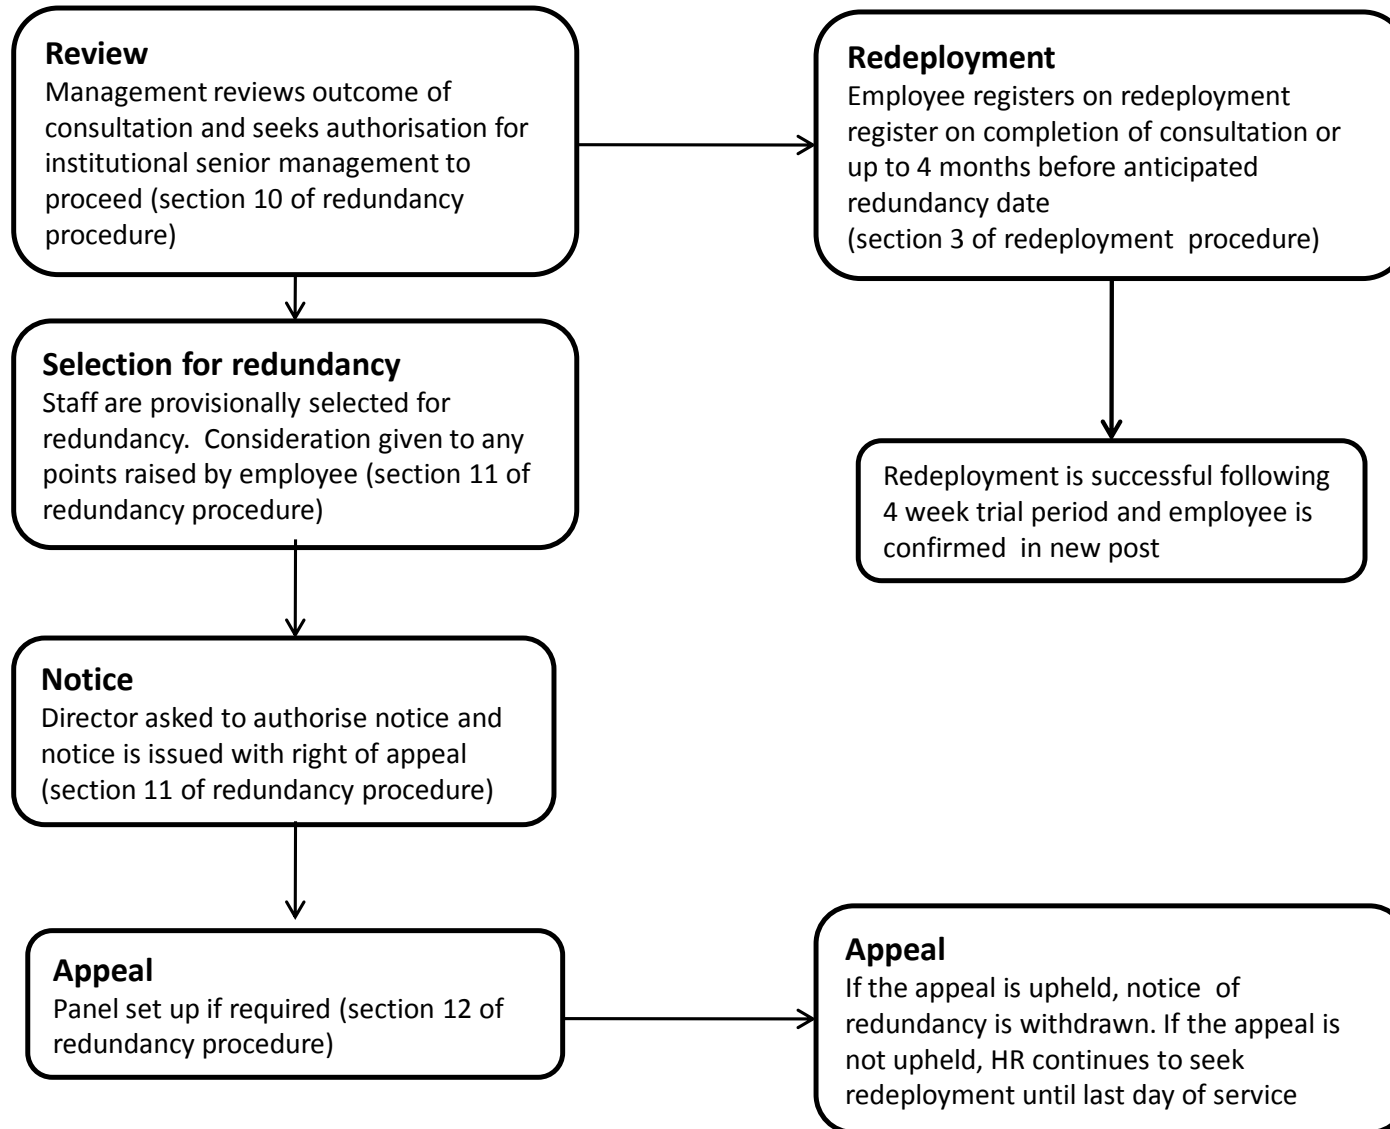 Review
Management reviews outcome of
consultation and seeks authorisation for
institutional senior management to
proceed (section 10 of redundancy
procedure)
Redeployment
Employee registers on redeployment
register on completion of consultation or
up to 4 months before anticipated
redundancy date
(section 3 of redeployment procedure)
Selection for redundancy
Staff are provisionally selected for
redundancy. Consideration given to any
points raised by employee (section 11 of
redundancy procedure)
Redeployment is successful following
4 week trial period and employee is
confirmed in new post
Notice
Director asked to authorise notice and
notice is issued with right of appeal
(section 11 of redundancy procedure)
Appeal
Panel set up if required (section 12 of
redundancy procedure)
Appeal
If the appeal is upheld, notice of
redundancy is withdrawn. If the appeal is
not upheld, HR continues to seek
redeployment until last day of service